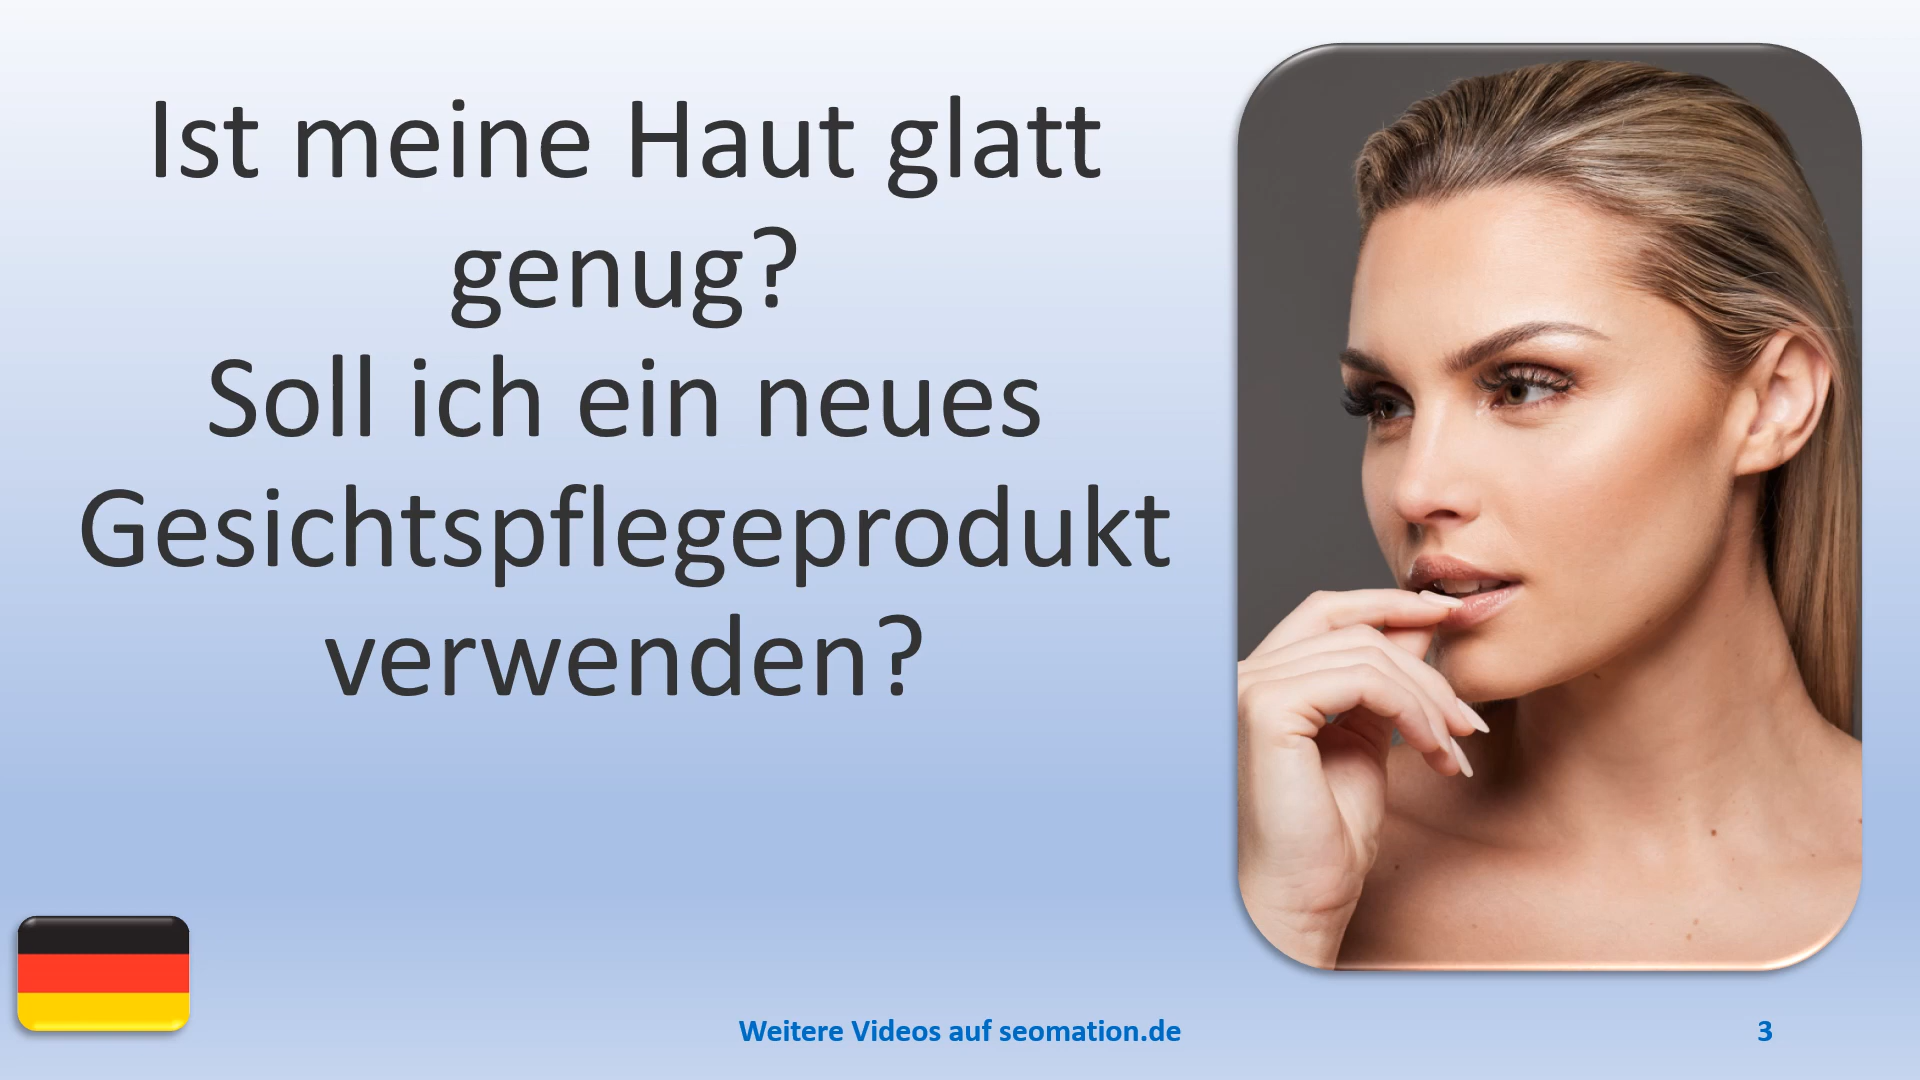 Ist meine Haut glatt
genug?
Soll ich ein neues
Gesichtspflegeprodukt
verwenden?
Weitere Videos auf seomation.de
3